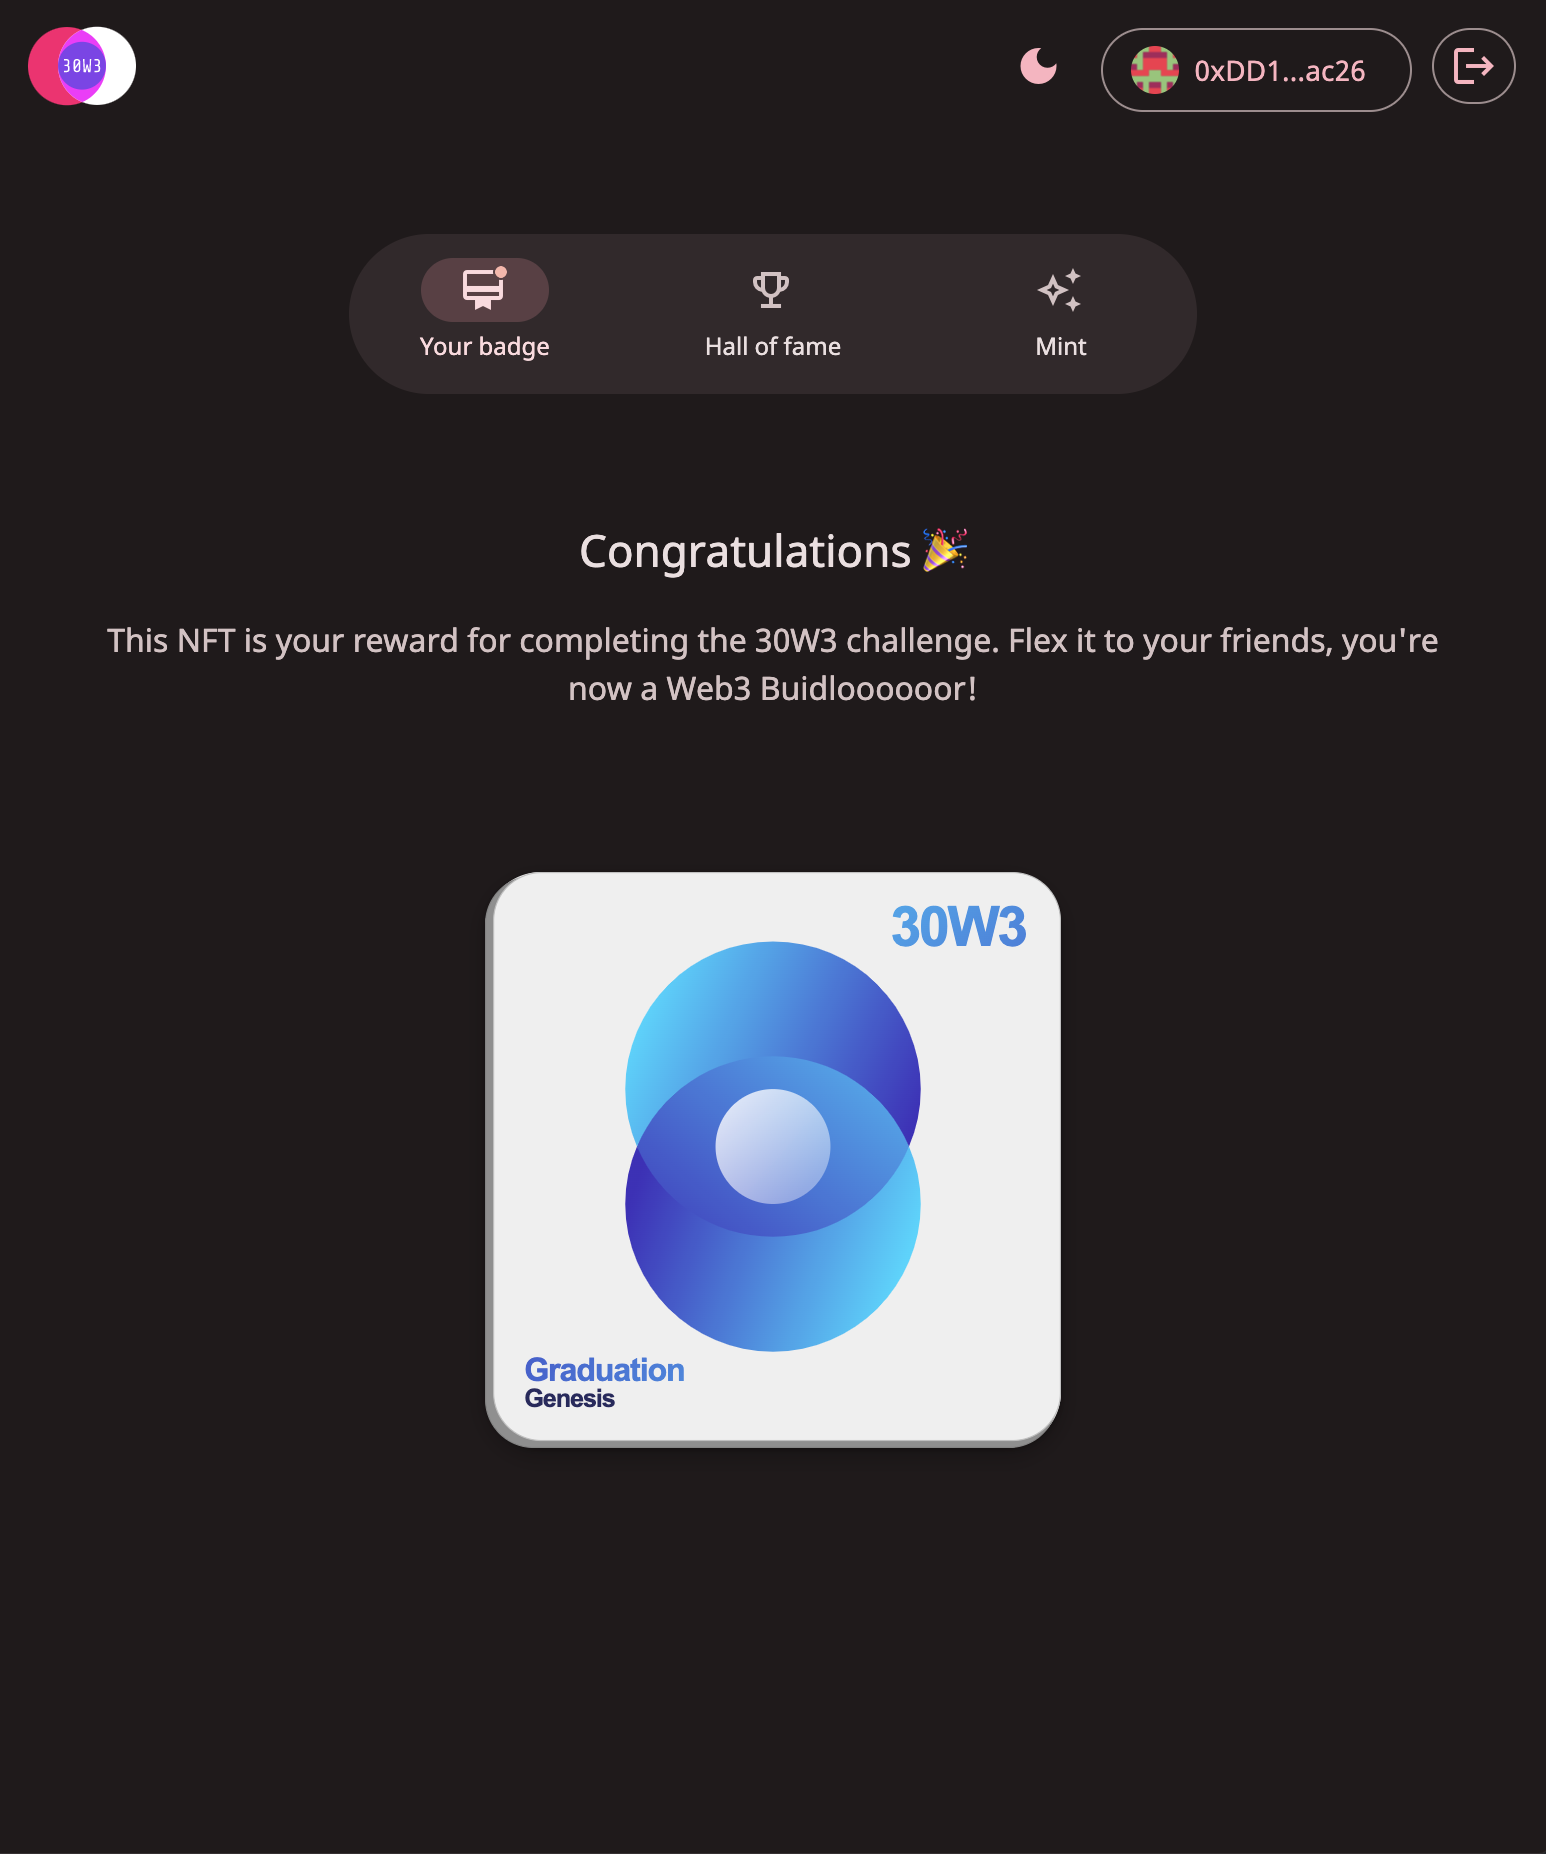 30W3
0xDD1...ac26
Your badge
Hall of fame
Mint
Congratulations 🎉
This NFT is your reward for completing the 30W3 challenge. Flex it to your friends, you're
now a Web3 Buidloooooor!
30W3
Graduation
Genesis